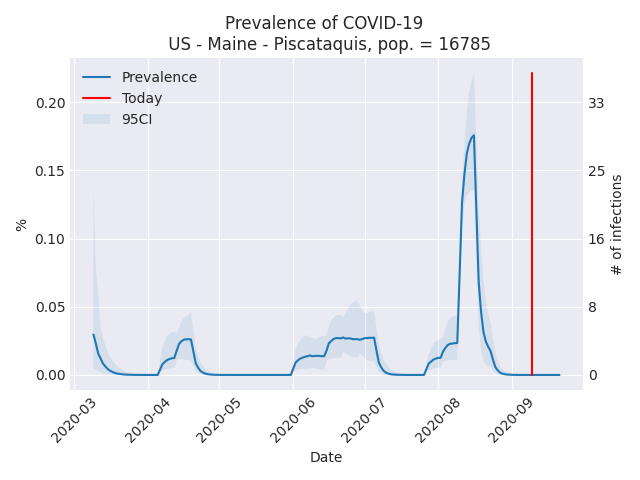 Prevalence of COVID-19
US - Maine - Piscataquis, pop. = 16785
Prevalence
Today
95CI
%
0.20
0.15
0.10
0.05
0.00
33
25
16
8
0
# of infections
2020-03
2020-04
2020-05
2020-06
2020-07
2020-08
2020-09
Date